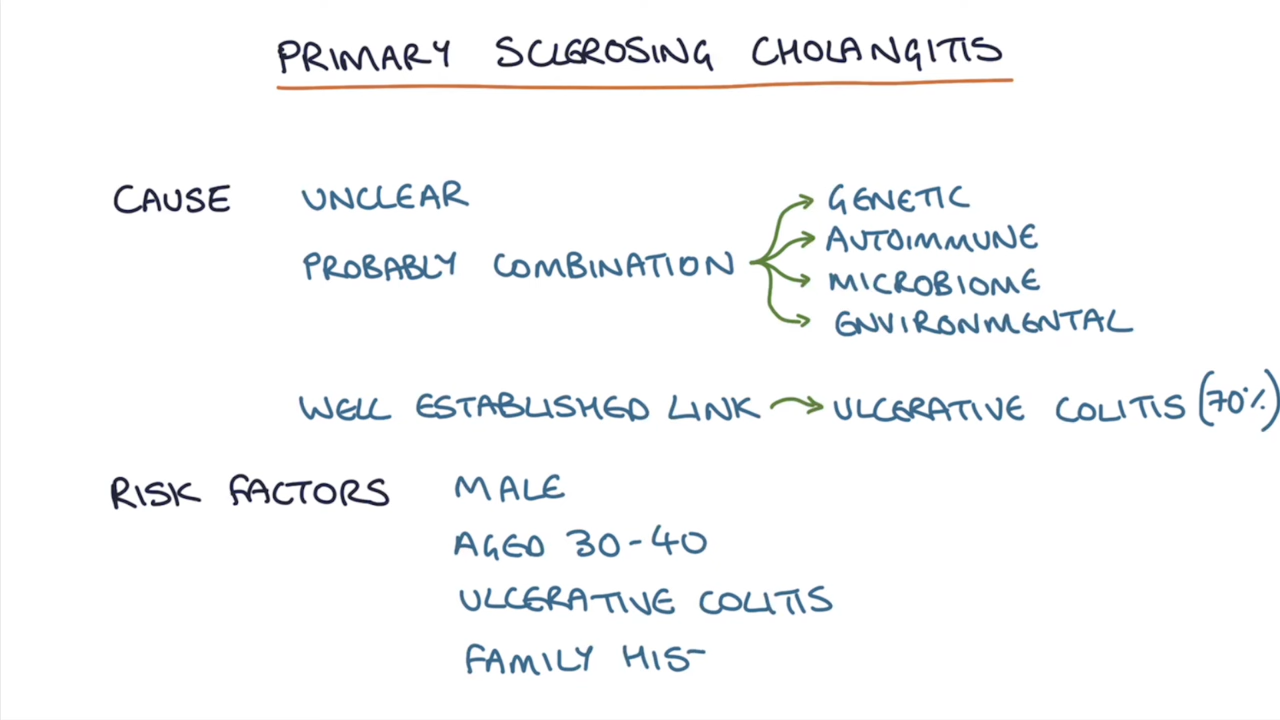 PRIMARY SCLEROSING CHOLANGITIS
CAUSE UNCLEAR
PROBABLY COMBINATION
GENETIC
AUTOIMMUNE
MICROBIOME
ENVIRONMENTAL
WELL ESTABLISHED LINK → ULCERATIVE COLITIS (70%)
RISK FACTORS MALE
AGED 30-40
ULCERATIVE COLITIS
FAMILY HIS